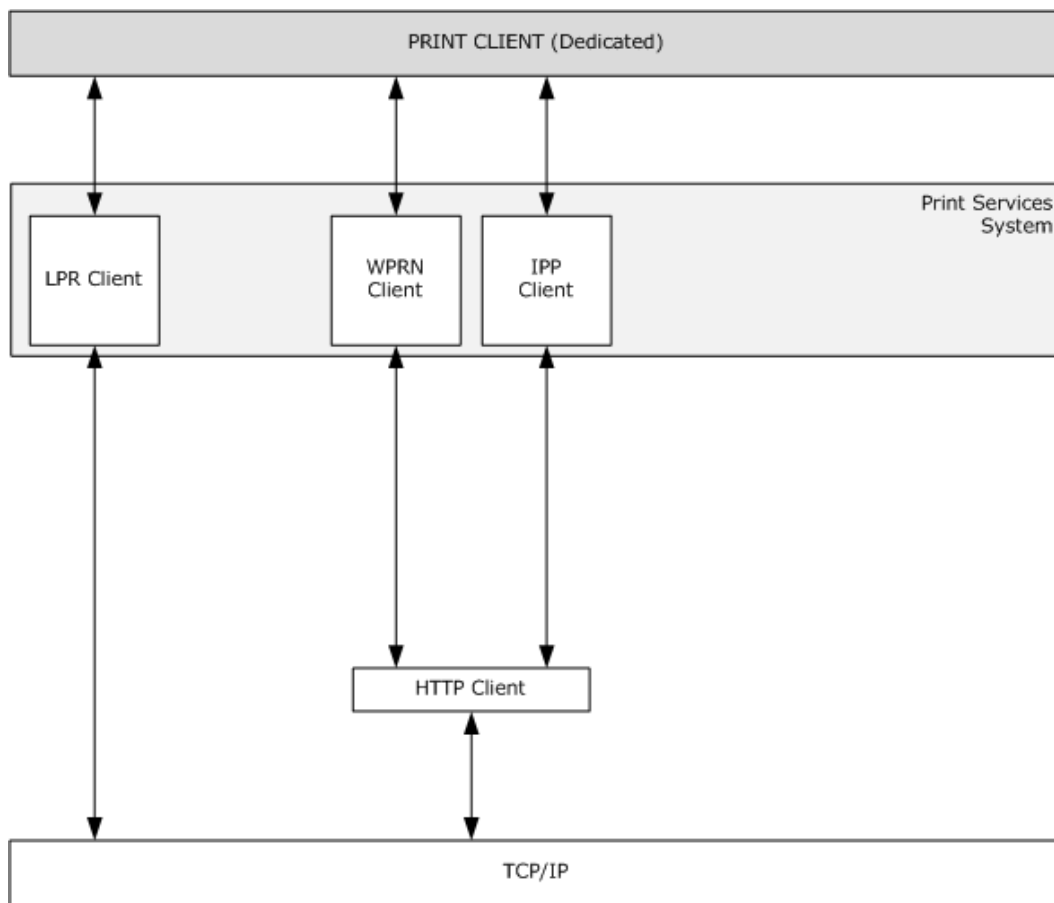 PRINT CLIENT (Dedicated)
Print Services
System
LPR Client
WPRN
Client
IPP
Client
HTTP Client
TCP/IP